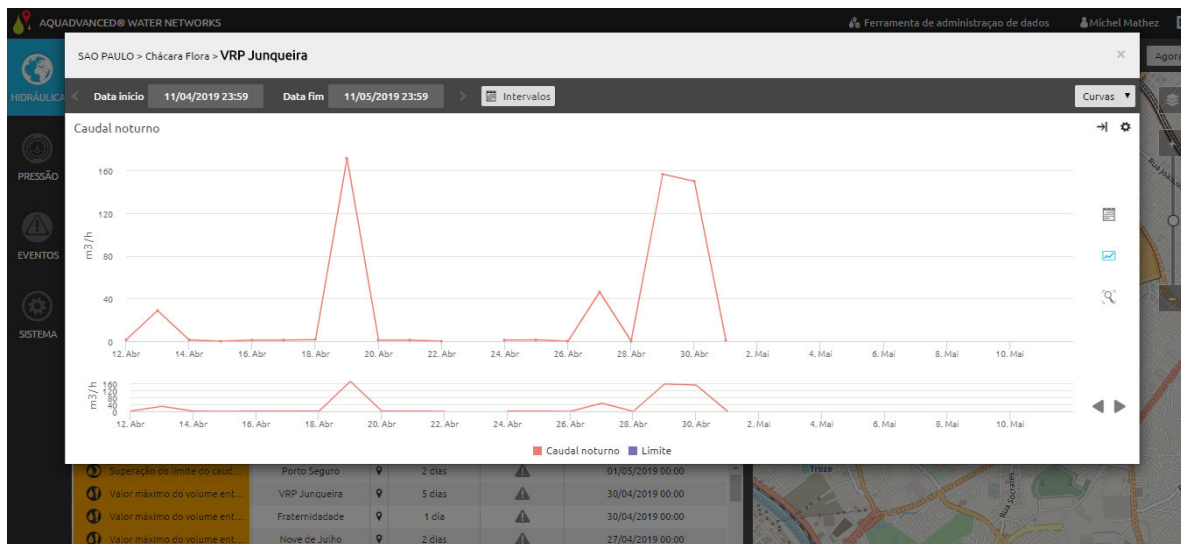 AQUADVANCED® WATER NETWORKS
Ferramenta de administraçao de dados
Michel Mathez
SAO PAULO > Chácara Flora > VRP Junqueira
×
Agora
HIDRÁULICA
Data início 11/04/2019 23:59 Data fim 11/05/2019 23:59 Intervalos
Curvas
Caudal noturno
PRESSÃO
EVENTOS
SISTEMA
m3/h
160
120
80
40
0
12. Abr 14. Abr 16. Abr 18. Abr 20. Abr 22. Abr 24. Abr 26. Abr 28. Abr 30. Abr 2. Mai 4. Mai 6. Mai 8. Mai 10. Mai
m3/h
160
120
80
40
0
12. Abr 14. Abr 16. Abr 18. Abr 20. Abr 22. Abr 24. Abr 26. Abr 28. Abr 30. Abr 2. Mai 4. Mai 6. Mai 8. Mai 10. Mai
Caudal noturno Limite
Superação do limite do caud... Porto Seguro 2 dias 01/05/2019 00:00
Valor máximo do volume ent... VRP Junqueira 5 dias 30/04/2019 00:00
Valor máximo do volume ent... Fraternidadade 1 dia 30/04/2019 00:00
Valor máximo do volume ent... Nove de Julho 2 dias 27/04/2019 00:00
Treze
Rua Sócrates